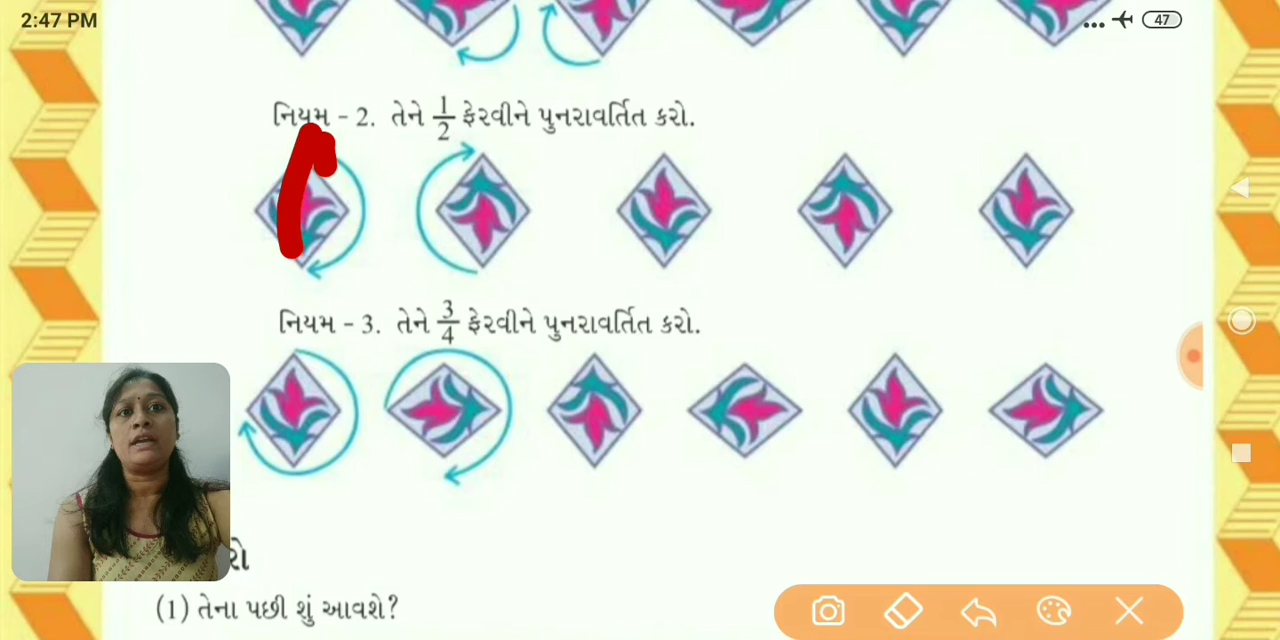 2:47 PM
47
નિયમ - 2. તેને 1/2 ફેરવીને પુનરાવર્તિત કરો.
નિયમ - 3. તેને 3/4 ફેરવીને પુનરાવર્તિત કરો.
(1) તેના પછી શું આવશે?